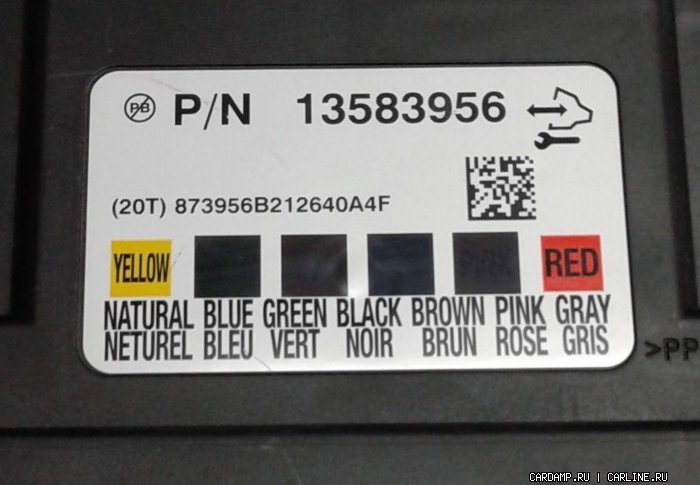 PB P/N 13583956
(20T) 873956B212640A4F
YELLOW RED
NATURAL BLUE GREEN BLACK BROWN PINK GRAY
NETUREL BLEU VERT NOIR BRUN ROSE GRIS
>PP
CARDAMP.RU | CARLINE.RU